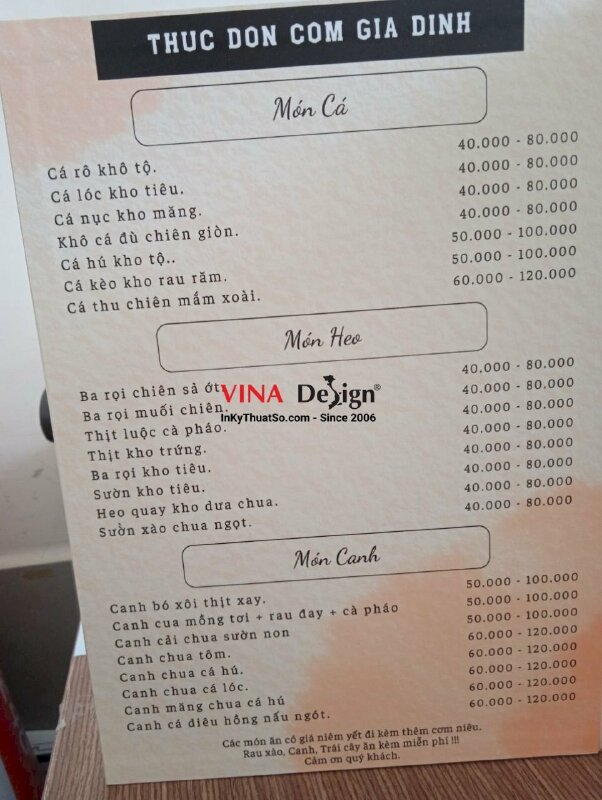 THUC DON COM GIA DINH
Món Cá
Cá rô khô tộ. 40.000 - 80.000
Cá lóc kho tiêu. 40.000 - 80.000
Cá nục kho măng. 40.000 - 80.000
Khô cá đù chiên giòn. 40.000 - 80.000
Cá hú kho tộ.. 50.000 - 100.000
Cá kèo kho rau răm. 50.000 - 100.000
Cá thu chiên mắm xoài. 60.000 - 120.000
Món Heo
Ba rọi chiên sả ớt. 40.000 - 80.000
Ba rọi muối chiên. 40.000 - 80.000
Thịt luộc cà pháo. 40.000 - 80.000
Thịt kho trứng. 40.000 - 80.000
Ba rọi kho tiêu. 40.000 - 80.000
Sườn kho tiêu. 40.000 - 80.000
Heo quay kho dưa chua. 40.000 - 80.000
Sườn xào chua ngọt. 40.000 - 80.000
VINA Design®
InKyThuatSo.com - Since 2006
Món Canh
Canh bó xôi thịt xay. 50.000 - 100.000
Canh cua mồng tơi + rau đay + cà pháo 50.000 - 100.000
Canh cải chua sườn non 50.000 - 100.000
Canh chua tôm. 60.000 - 120.000
Canh chua cá hú. 60.000 - 120.000
Canh chua cá lóc. 60.000 - 120.000
Canh măng chua cá hú 60.000 - 120.000
Canh cá diêu hồng nấu ngót. 60.000 - 120.000
Các món ăn có giá niêm yết đi kèm thêm cơm niêu.
Rau xào, Canh, Trái cây ăn kèm miễn phí !!!
Cảm ơn quý khách.